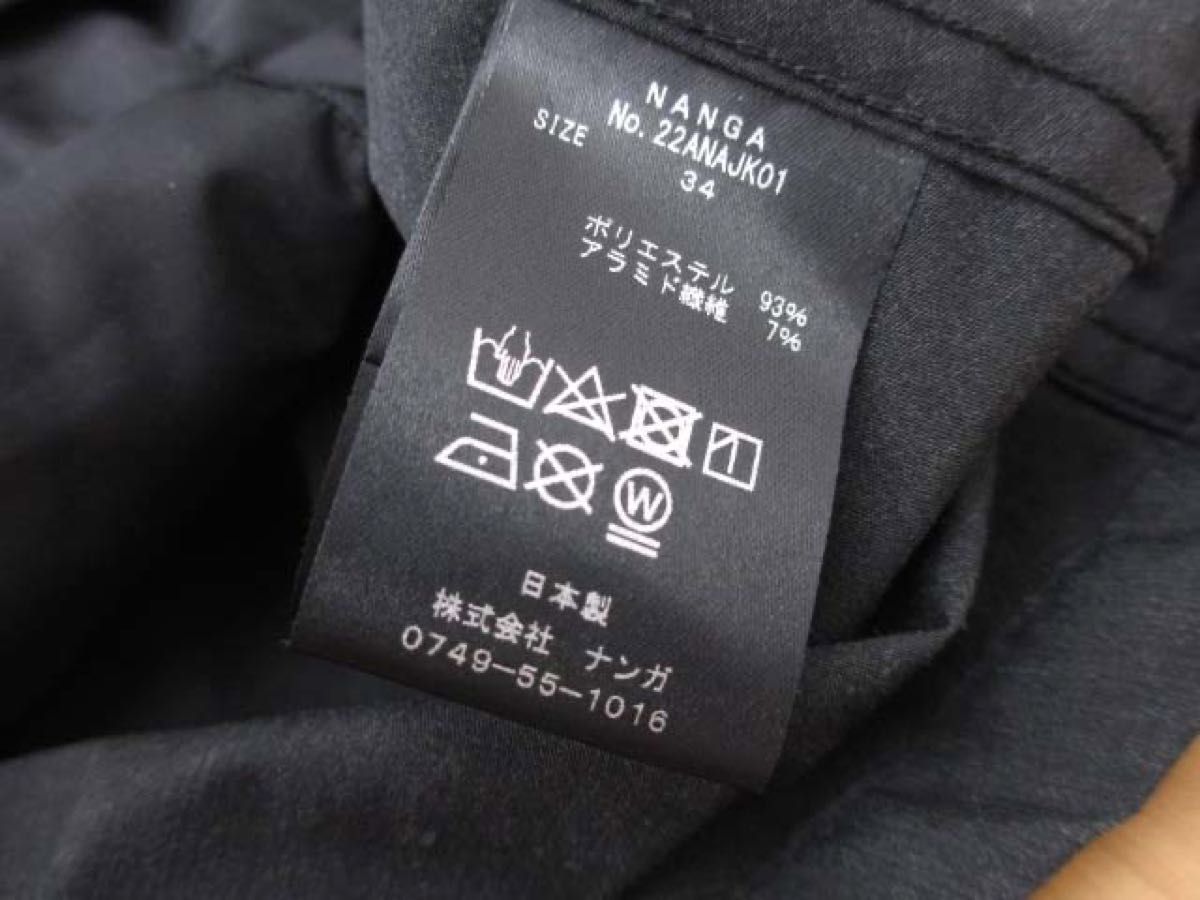 NANGA
No. 22ANAJK01
SIZE 34
ポリエステル 93%
アラミド繊維 7%
W
日本製
株式会社 ナンガ
0749-55-1016